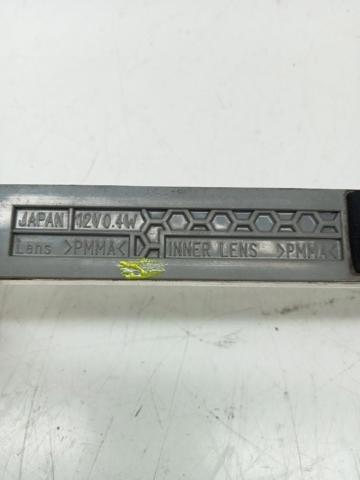 JAPAN 12V0.4W
Lens >PMMA< INNER LENS >PMMA<